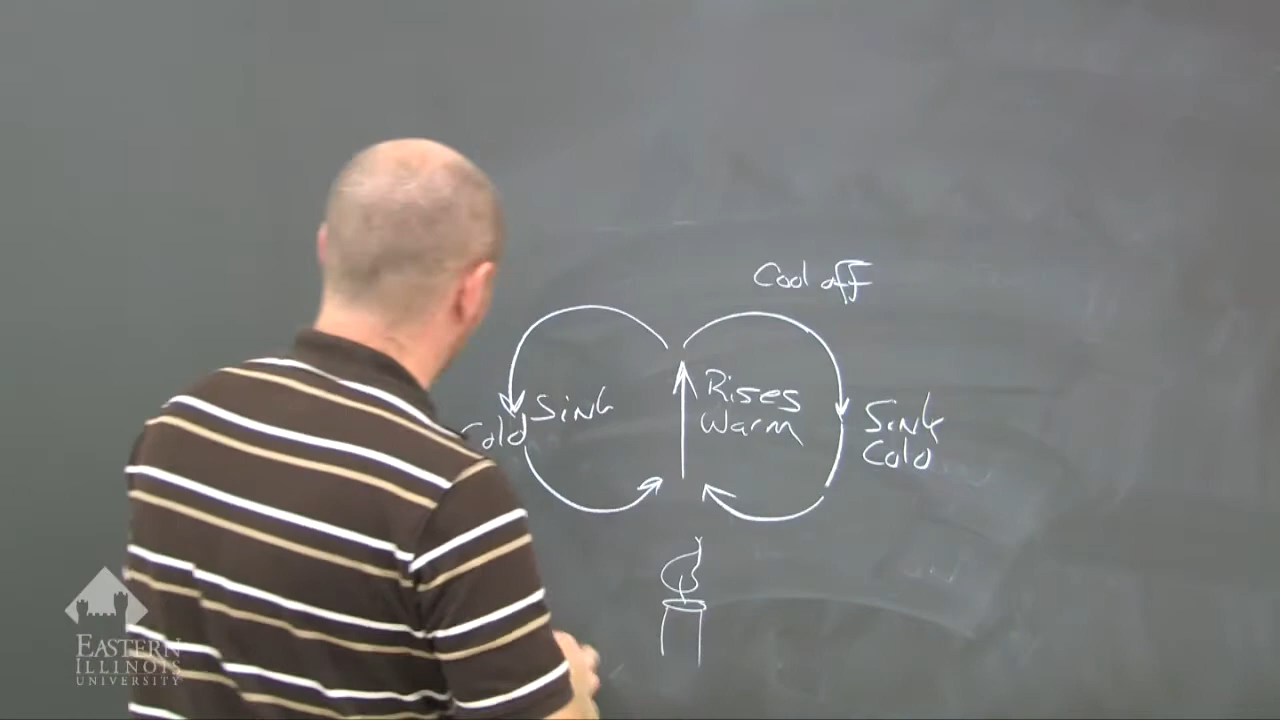 Cool off
Rises
Warm
Sink
Cold
Sink
Cold
EASTERN
ILLINOIS
UNIVERSITY